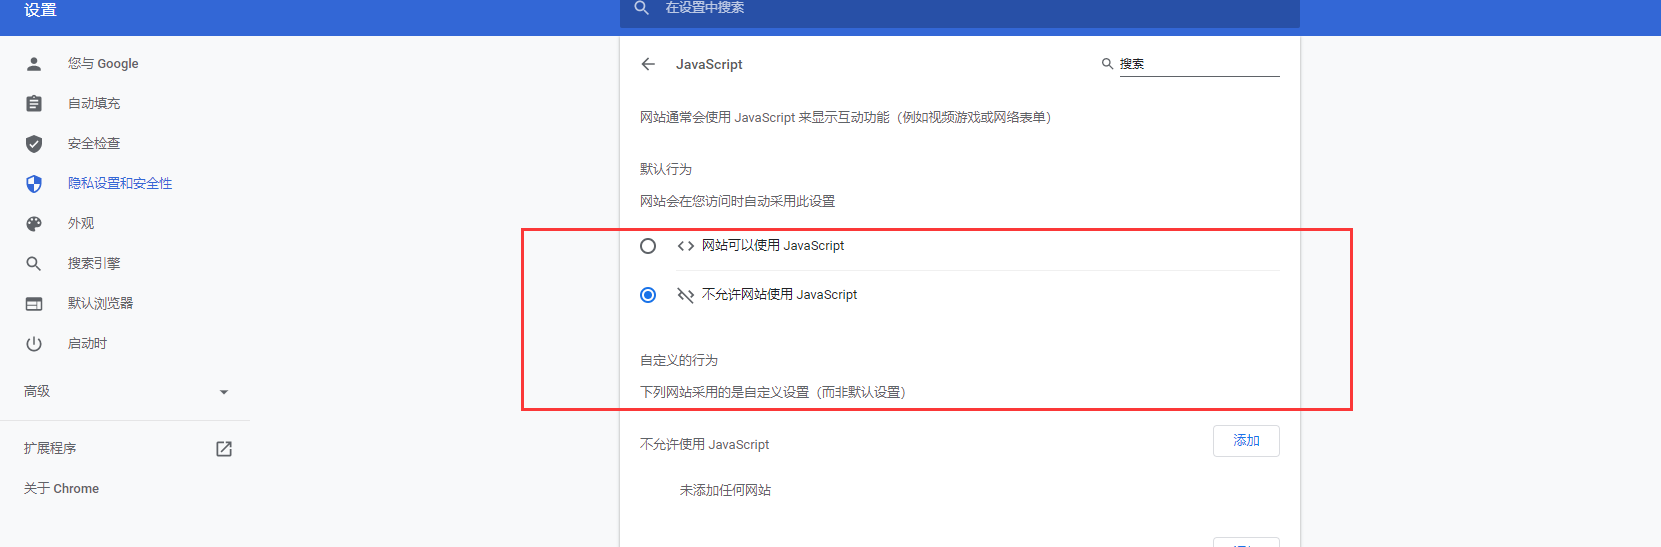 设置
在设置中搜索
您与 Google
自动填充
安全检查
隐私设置和安全性
外观
搜索引擎
默认浏览器
启动时
高级
扩展程序
关于 Chrome
JavaScript
搜索
网站通常会使用 JavaScript 来显示互动功能（例如视频游戏或网络表单）
默认行为
网站会在您访问时自动采用此设置
网站可以使用 JavaScript
不允许网站使用 JavaScript
自定义的行为
下列网站采用的是自定义设置（而非默认设置）
不允许使用 JavaScript
添加
未添加任何网站